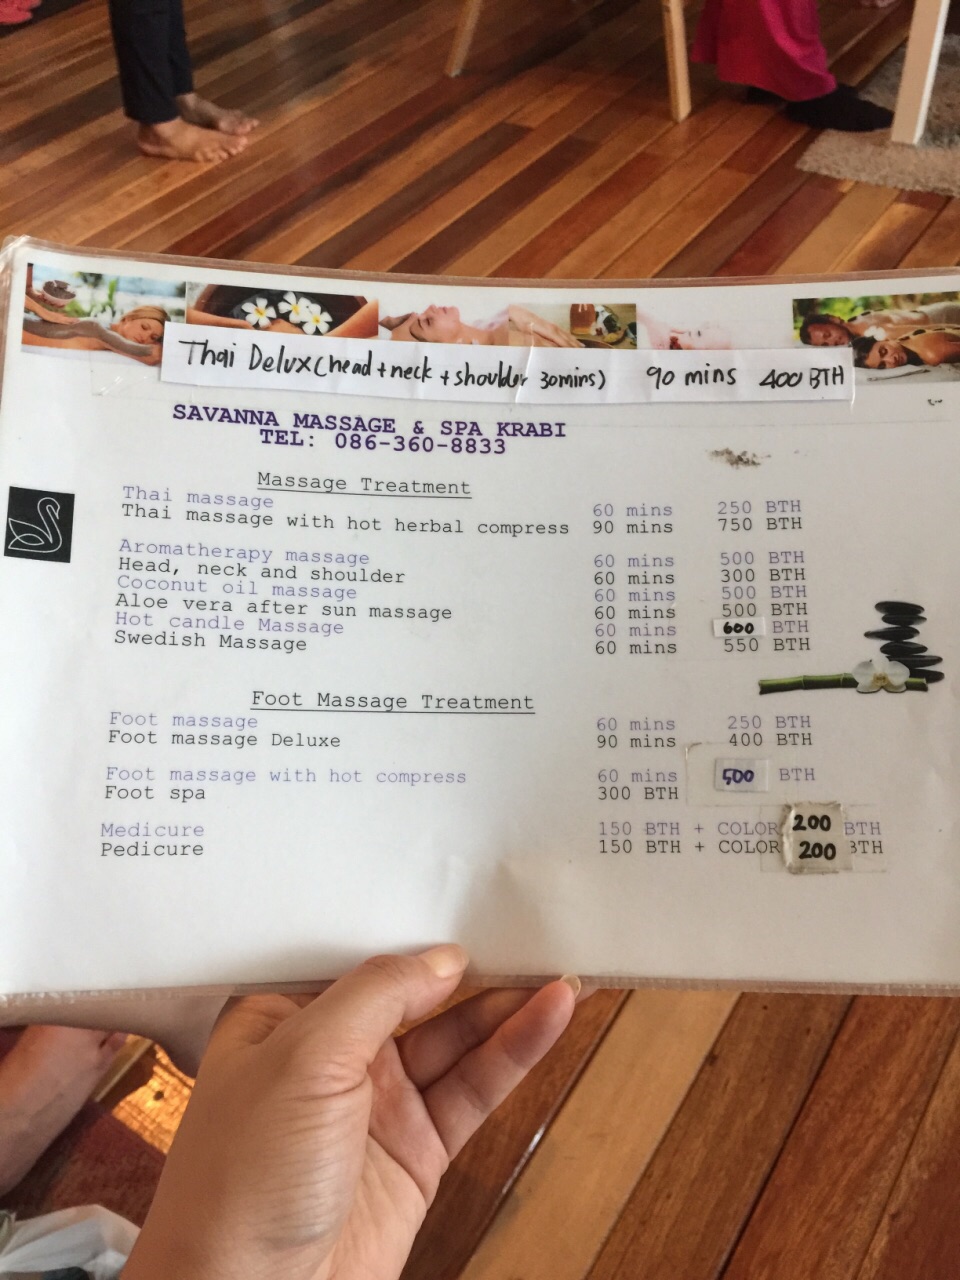 Thai Delux (head + neck + shoulder 30mins) 90 mins 400 BTH
SAVANNA MASSAGE & SPA KRABI
TEL: 086-360-8833
Massage Treatment
Thai massage 60 mins 250 BTH
Thai massage with hot herbal compress 90 mins 750 BTH
Aromatherapy massage 60 mins 500 BTH
Head, neck and shoulder 60 mins 300 BTH
Coconut oil massage 60 mins 500 BTH
Aloe vera after sun massage 60 mins 500 BTH
Hot candle Massage 60 mins 600 BTH
Swedish Massage 60 mins 550 BTH
Foot Massage Treatment
Foot massage 60 mins 250 BTH
Foot massage Deluxe 90 mins 400 BTH
Foot massage with hot compress 60 mins 500 BTH
Foot spa 300 BTH
Medicure 150 BTH + COLOR 200 BTH
Pedicure 150 BTH + COLOR 200 BTH